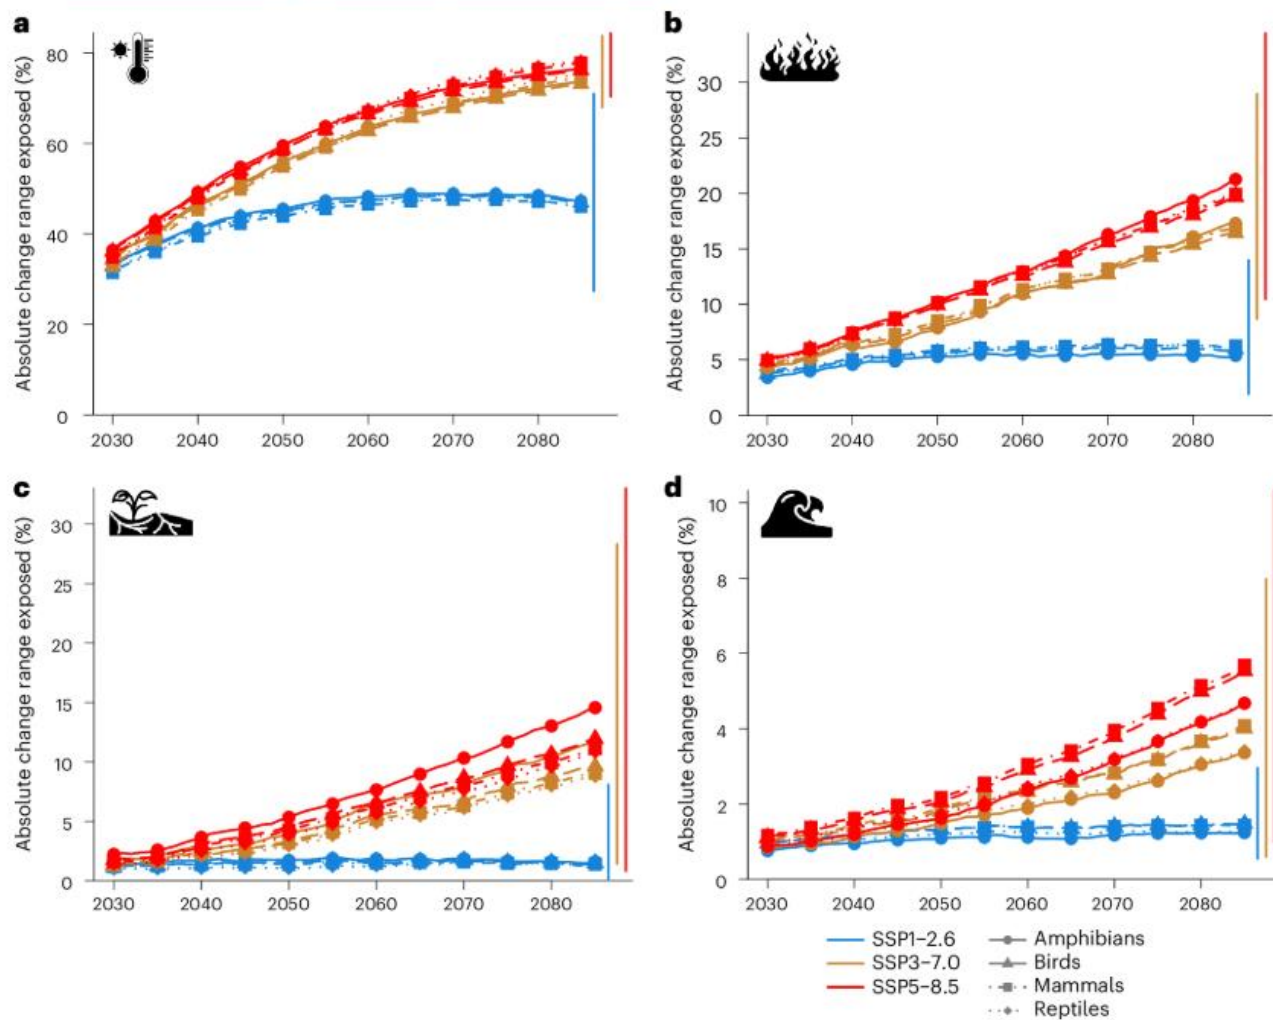 a
Absolute change range exposed (%)
80
60
40
20
0
2030 2040 2050 2060 2070 2080
b
Absolute change range exposed (%)
30
25
20
15
10
5
0
2030 2040 2050 2060 2070 2080
c
Absolute change range exposed (%)
30
25
20
15
10
5
0
2030 2040 2050 2060 2070 2080
d
Absolute change range exposed (%)
10
8
6
4
2
0
2030 2040 2050 2060 2070 2080
SSP1–2.6 Amphibians
SSP3–7.0 Birds
SSP5–8.5 Mammals
Reptiles